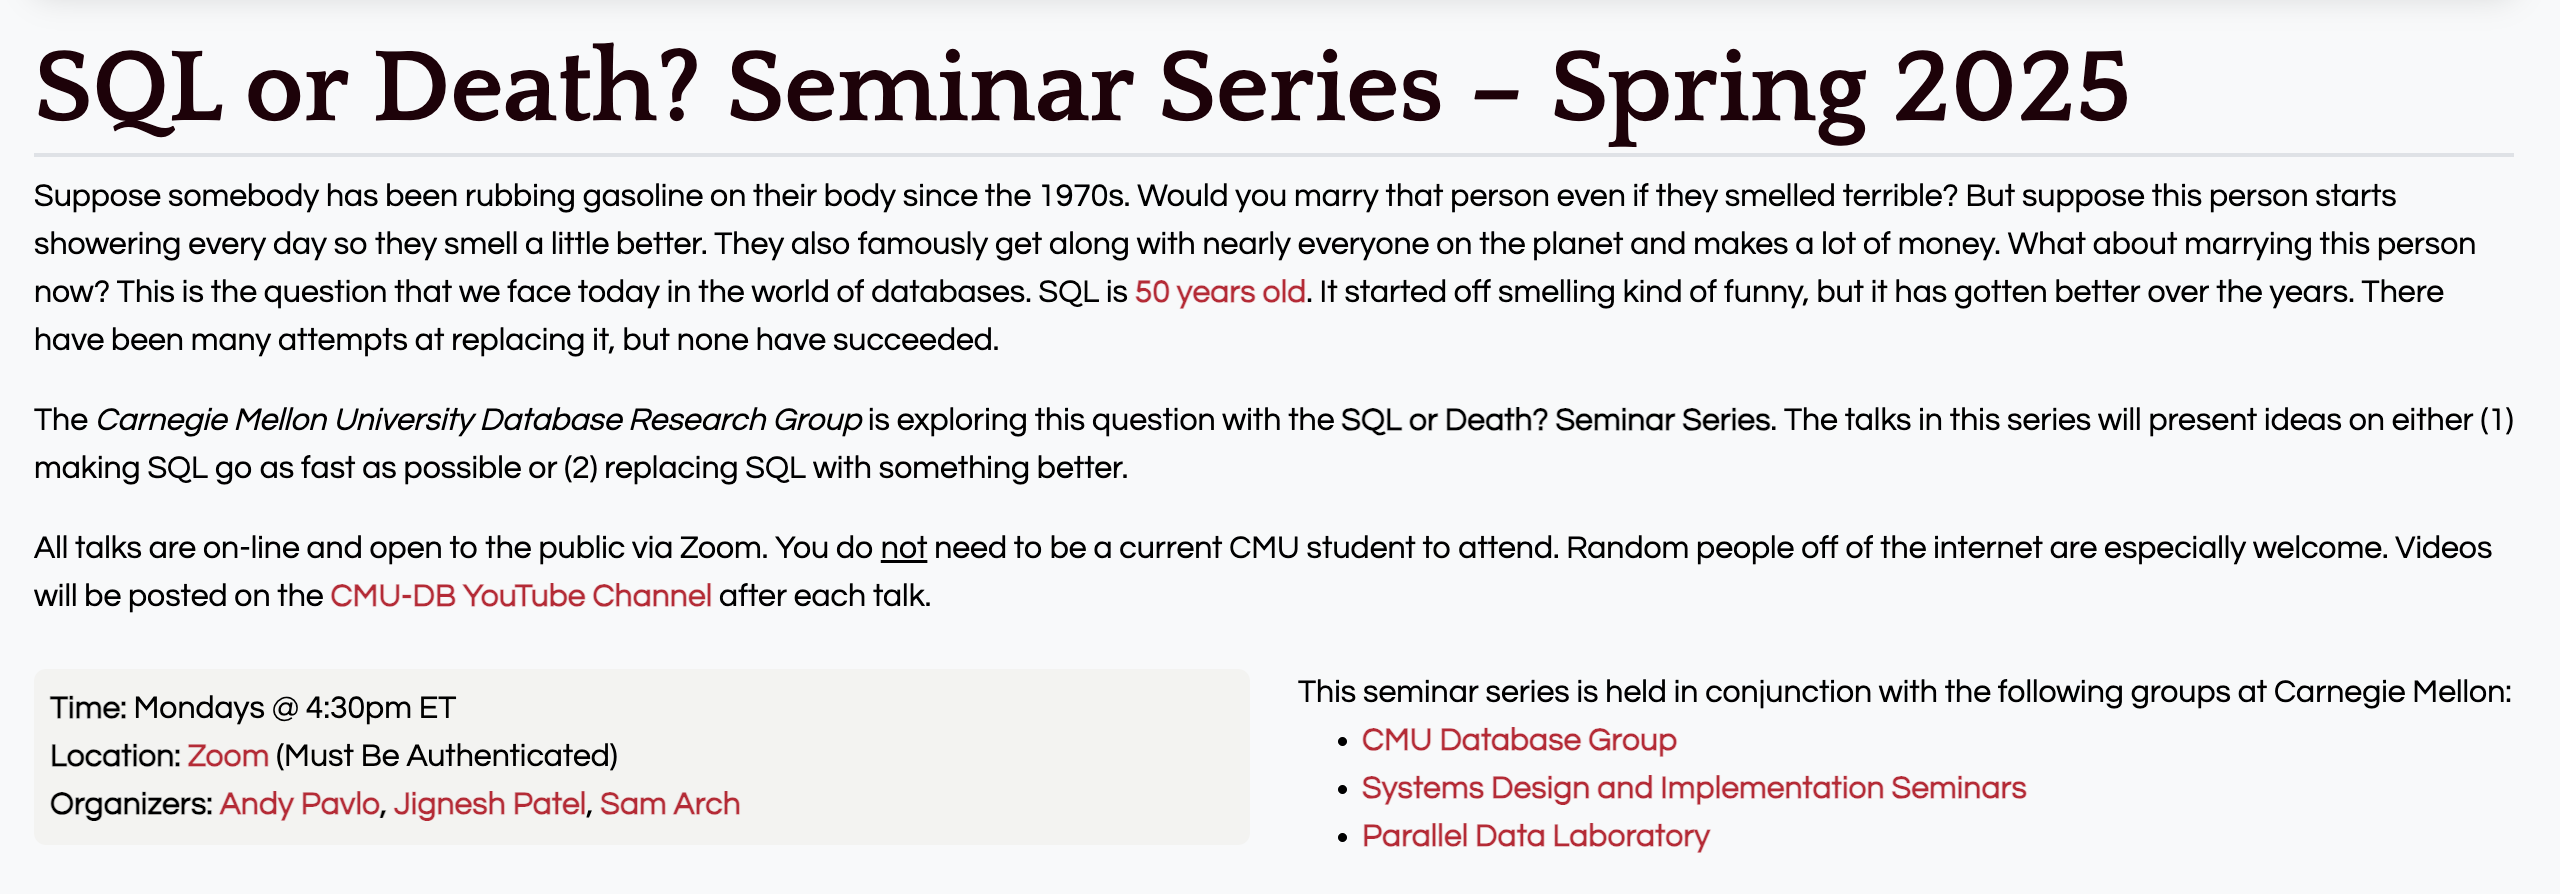 SQL or Death? Seminar Series – Spring 2025
Suppose somebody has been rubbing gasoline on their body since the 1970s. Would you marry that person even if they smelled terrible? But suppose this person starts
showering every day so they smell a little better. They also famously get along with nearly everyone on the planet and makes a lot of money. What about marrying this person
now? This is the question that we face today in the world of databases. SQL is 50 years old. It started off smelling kind of funny, but it has gotten better over the years. There
have been many attempts at replacing it, but none have succeeded.
The Carnegie Mellon University Database Research Group is exploring this question with the SQL or Death? Seminar Series. The talks in this series will present ideas on either (1)
making SQL go as fast as possible or (2) replacing SQL with something better.
All talks are on-line and open to the public via Zoom. You do not need to be a current CMU student to attend. Random people off of the internet are especially welcome. Videos
will be posted on the CMU-DB YouTube Channel after each talk.
Time: Mondays @ 4:30pm ET
Location: Zoom (Must Be Authenticated)
Organizers: Andy Pavlo, Jignesh Patel, Sam Arch
This seminar series is held in conjunction with the following groups at Carnegie Mellon:
• CMU Database Group
• Systems Design and Implementation Seminars
• Parallel Data Laboratory